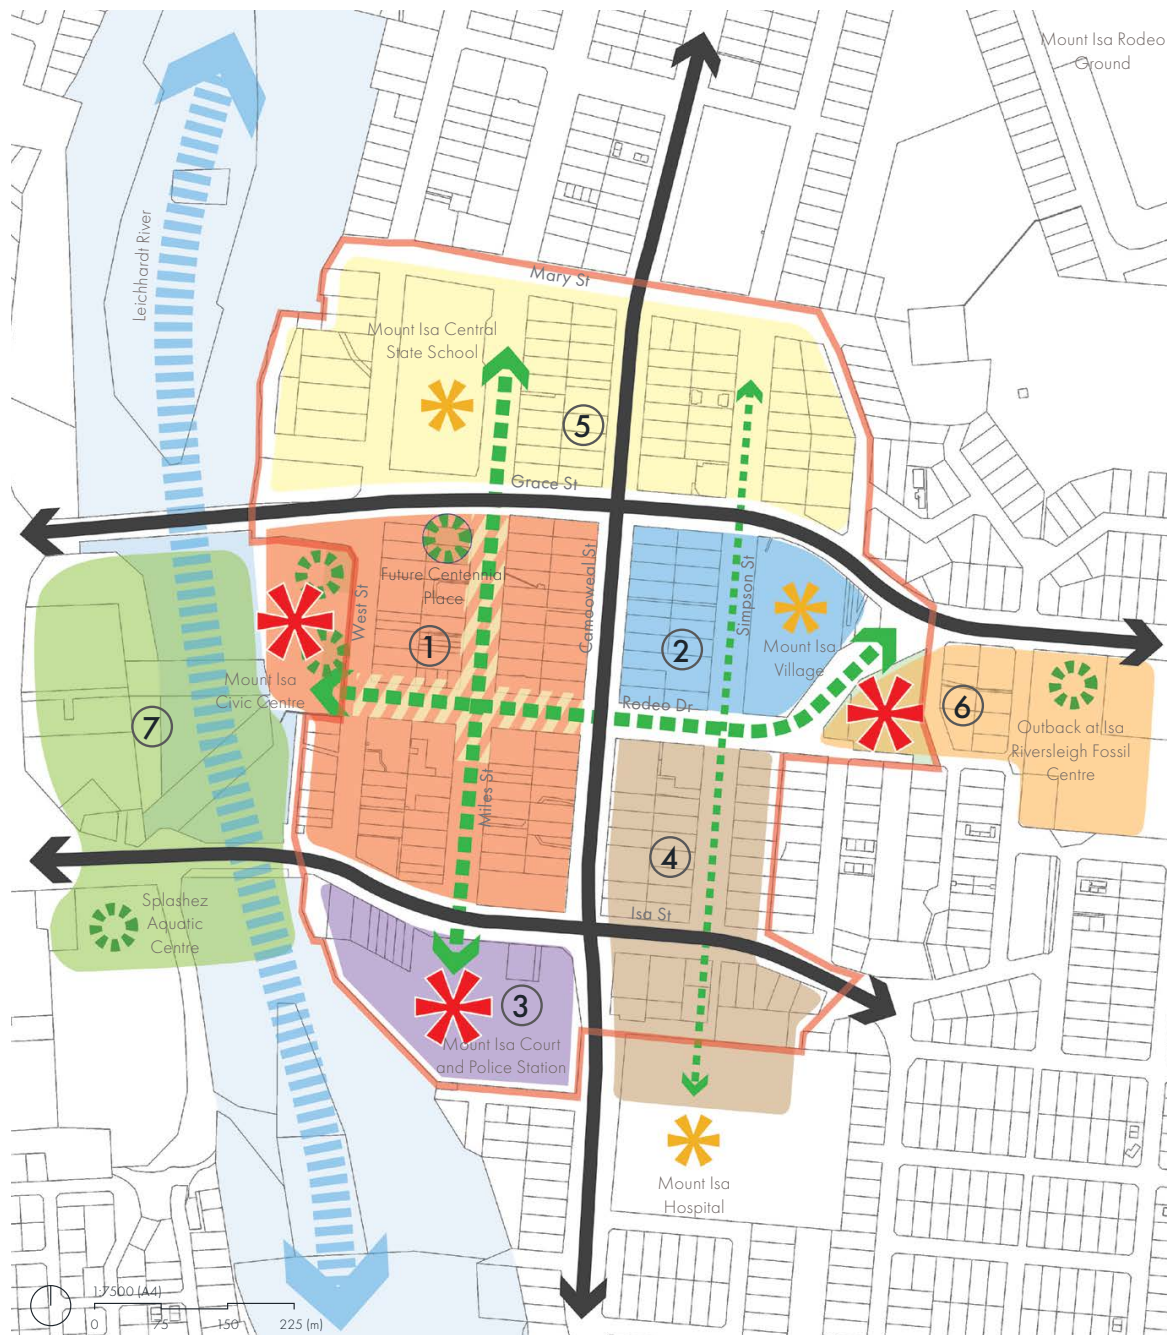 Mount Isa Rodeo
Ground
Leichhardt River
Mary St
Mount Isa Central
State School
5
Grace St
Future Centennial
Place
West St
Camooweal St
Simpson St
1
2
Mount Isa
Village
Mount Isa
Civic Centre
Rodeo Dr
6
7
Outback at Isa
Riversleigh Fossil
Centre
Miles St
4
Splashez
Aquatic
Centre
Isa St
3
Mount Isa Court
and Police Station
Mount Isa
Hospital
1:7500 (A4)
0 75 150 225 (m)